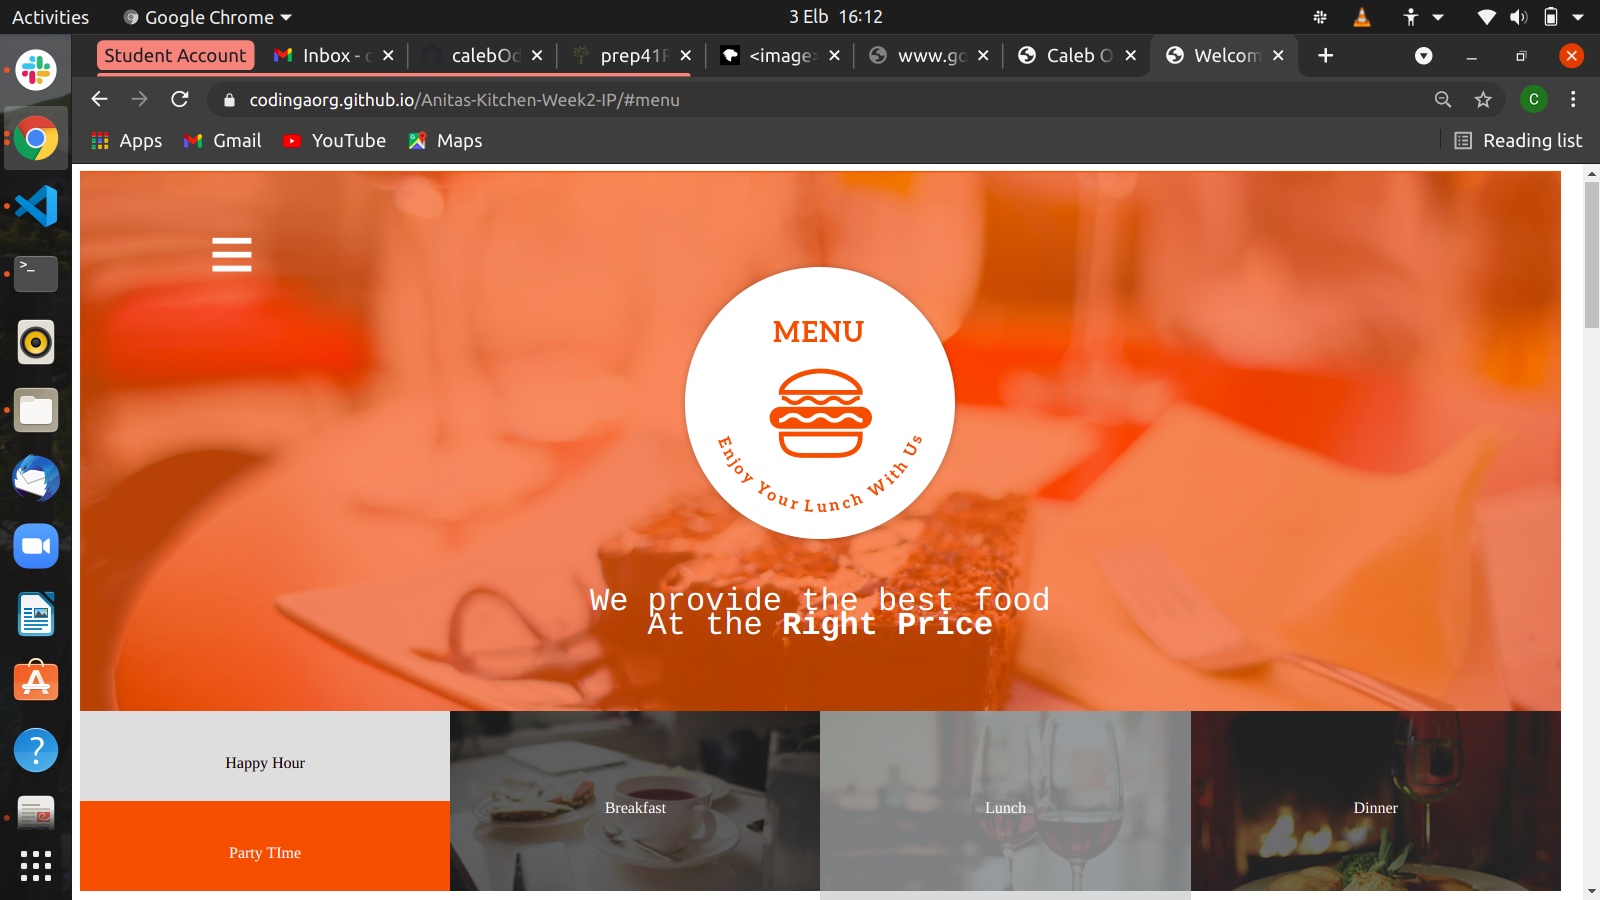 Activities
Google Chrome
3 Elb 16:12
Student Account
Inbox - c
calebOd
prep41P
<image>
www.go
Caleb O
Welcom
codingaorg.github.io/Anitas-Kitchen-Week2-IP/#menu
C
Apps
Gmail
YouTube
Maps
Reading list
MENU
Enjoy Your Lunch With Us
We provide the best food
At the Right Price
Happy Hour
Party TIme
Breakfast
Lunch
Dinner